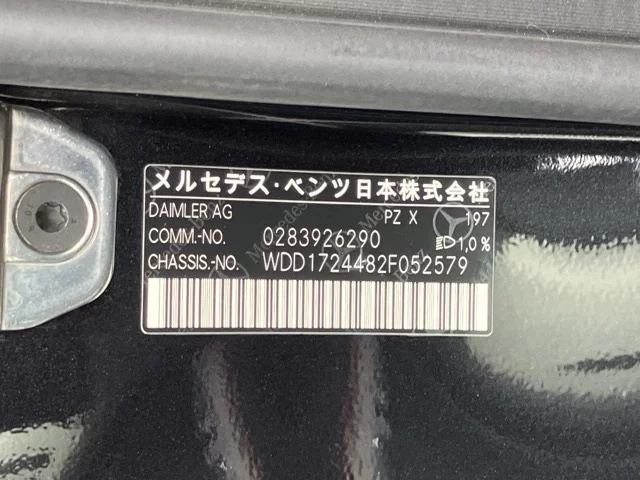 メルセデス・ベンツ日本株式会社
DAIMLER AG PZ X 197
COMM.-NO. 0283926290 1,0 %
CHASSIS.-NO. WDD1724482F052579